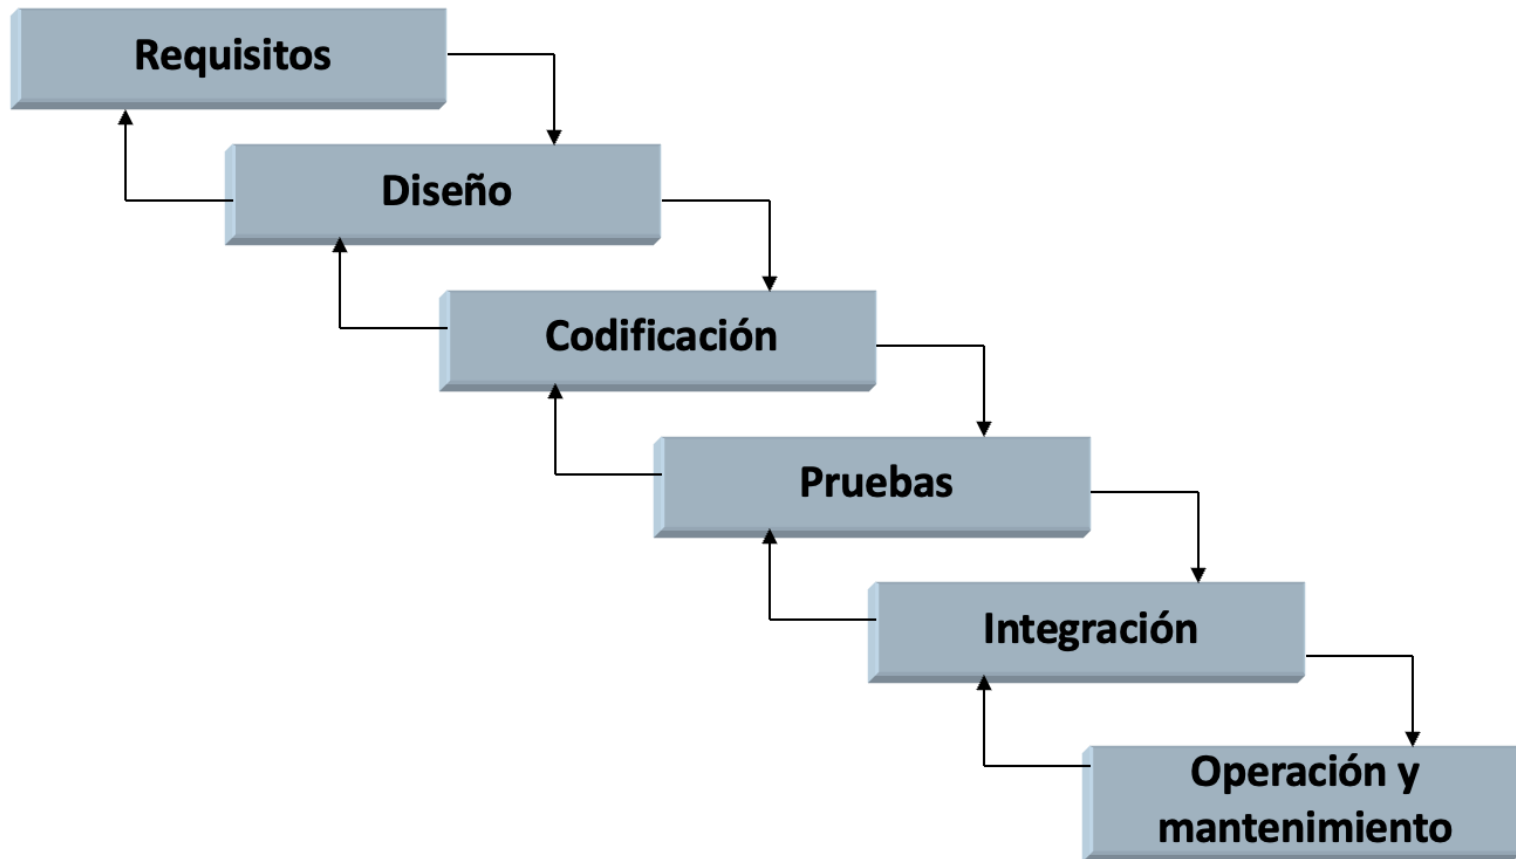 Requisitos
Diseño
Codificación
Pruebas
Integración
Operación y
mantenimiento